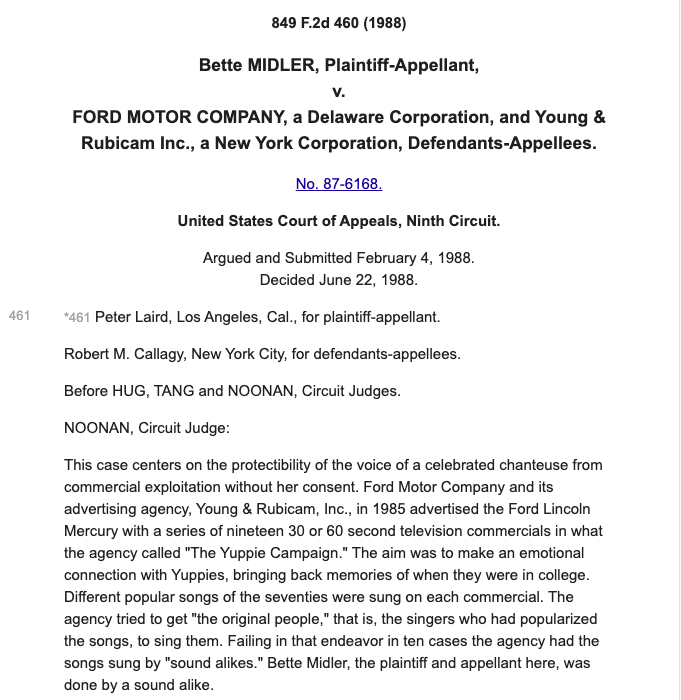 849 F.2d 460 (1988)
Bette MIDLER, Plaintiff-Appellant,
v.
FORD MOTOR COMPANY, a Delaware Corporation, and Young &
Rubicam Inc., a New York Corporation, Defendants-Appellees.
No. 87-6168.
United States Court of Appeals, Ninth Circuit.
Argued and Submitted February 4, 1988.
Decided June 22, 1988.
461 *461 Peter Laird, Los Angeles, Cal., for plaintiff-appellant.
Robert M. Callagy, New York City, for defendants-appellees.
Before HUG, TANG and NOONAN, Circuit Judges.
NOONAN, Circuit Judge:
This case centers on the protectibility of the voice of a celebrated chanteuse from
commercial exploitation without her consent. Ford Motor Company and its
advertising agency, Young & Rubicam, Inc., in 1985 advertised the Ford Lincoln
Mercury with a series of nineteen 30 or 60 second television commercials in what
the agency called "The Yuppie Campaign." The aim was to make an emotional
connection with Yuppies, bringing back memories of when they were in college.
Different popular songs of the seventies were sung on each commercial. The
agency tried to get "the original people," that is, the singers who had popularized
the songs, to sing them. Failing in that endeavor in ten cases the agency had the
songs sung by "sound alikes." Bette Midler, the plaintiff and appellant here, was
done by a sound alike.